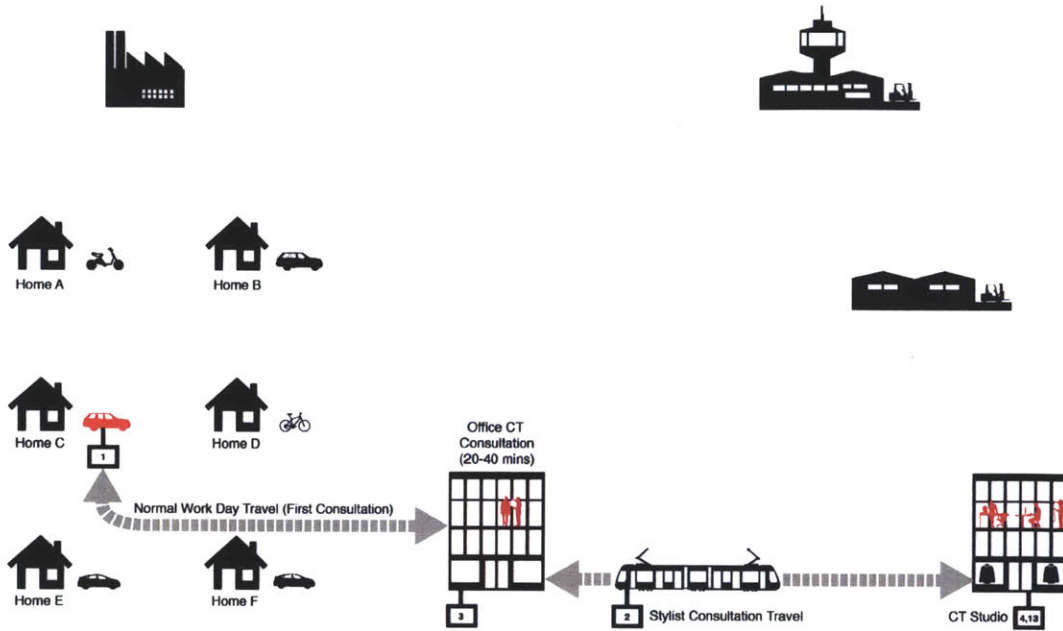 Home A
Home B
Home C
Home D
1
Office CT
Consultation
(20-40 mins)
Normal Work Day Travel (First Consultation)
Home E
Home F
3
2
Stylist Consultation Travel
CT Studio
4,13